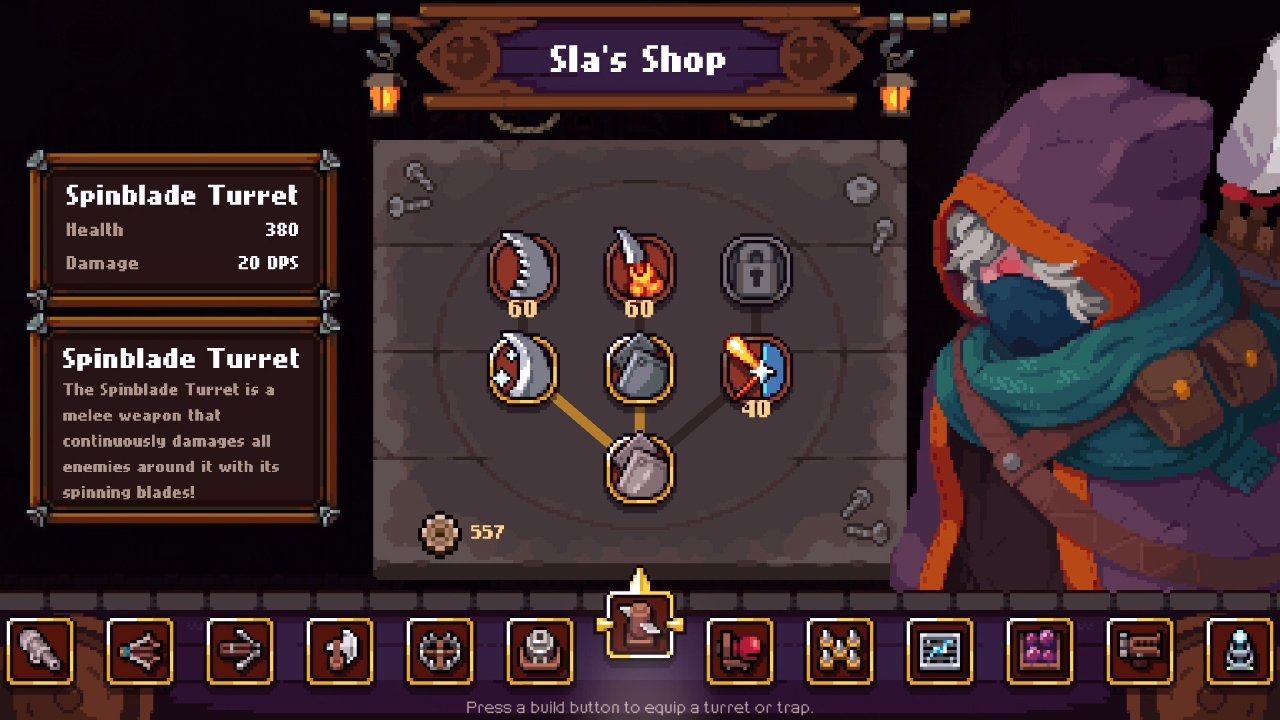 Sla's Shop
Spinblade Turret
Health 380
Damage 20 DPS
Spinblade Turret
The Spinblade Turret is a
melee weapon that
continuously damages all
enemies around it with its
spinning blades!
60 60
40
557
Press a build button to equip a turret or trap.